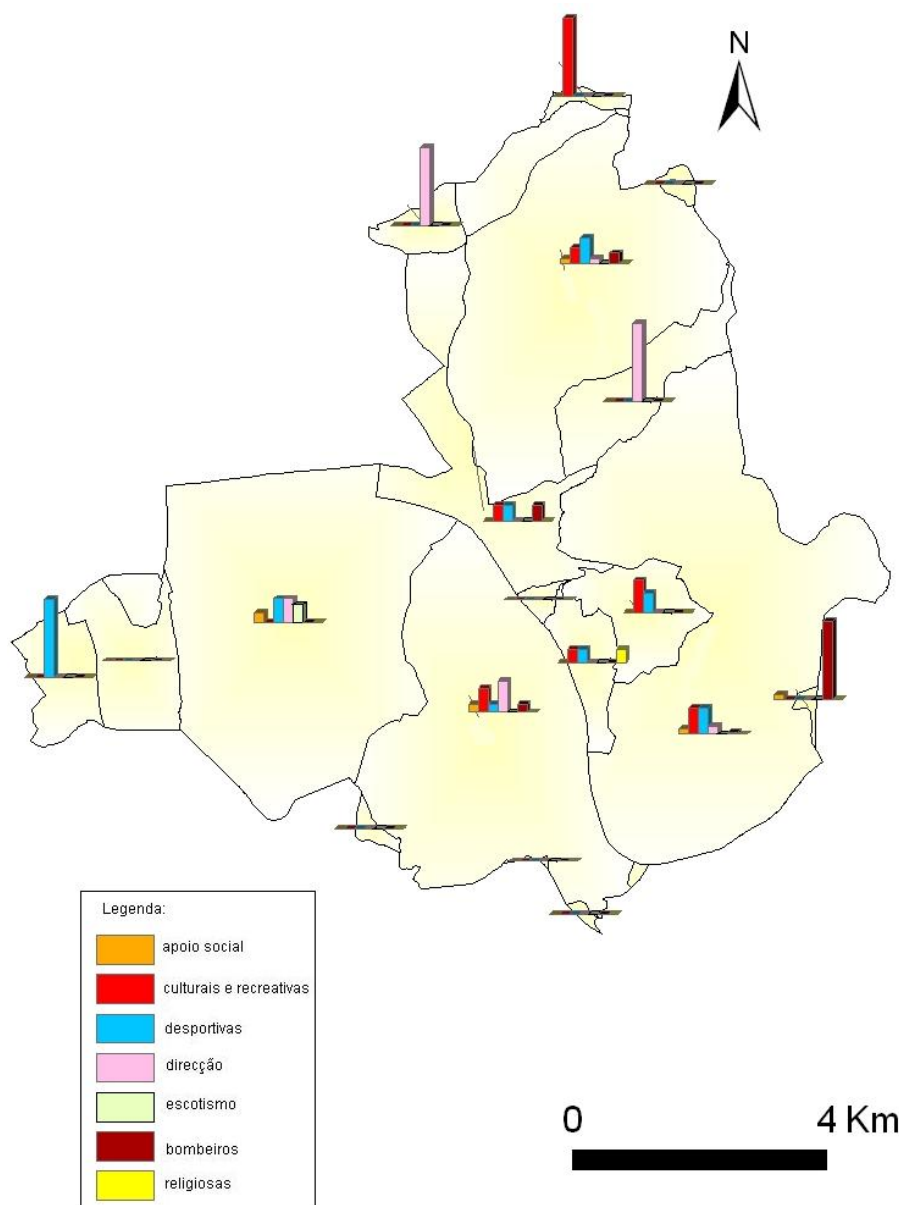 N
Legenda:
apoio social
culturais e recreativas
desportivas
direcção
escotismo
bombeiros
religiosas
0 4 Km